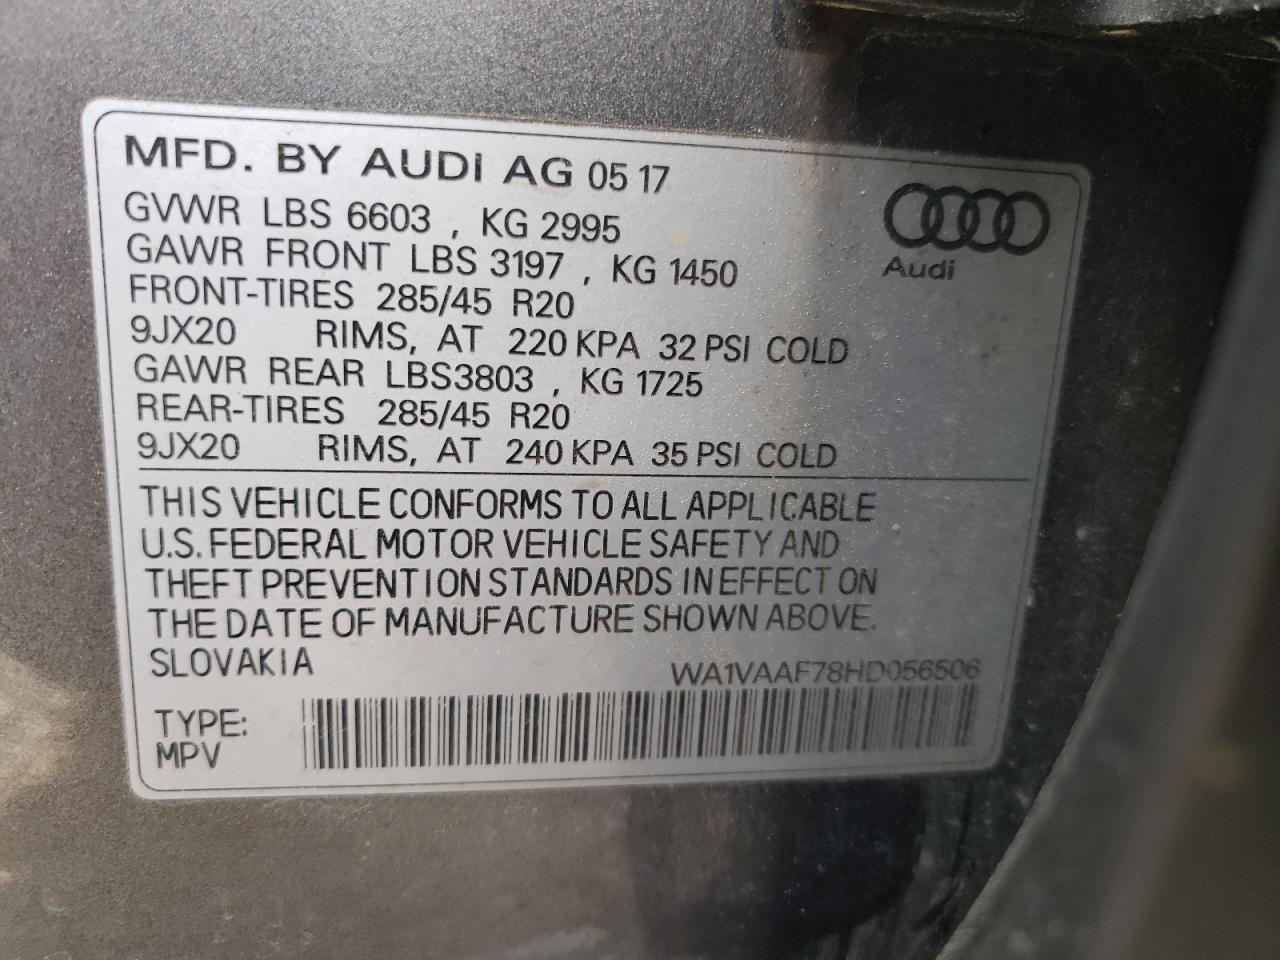 MFD. BY AUDI AG 05 17
GVWR LBS 6603 , KG 2995
GAWR FRONT LBS 3197 , KG 1450
FRONT-TIRES 285/45 R20
9JX20 RIMS, AT 220 KPA 32 PSI COLD
GAWR REAR LBS3803 , KG 1725
REAR-TIRES 285/45 R20
9JX20 RIMS, AT 240 KPA 35 PSI COLD
Audi
THIS VEHICLE CONFORMS TO ALL APPLICABLE
U.S. FEDERAL MOTOR VEHICLE SAFETY AND
THEFT PREVENTION STANDARDS IN EFFECT ON
THE DATE OF MANUFACTURE SHOWN ABOVE.
SLOVAKIA WA1VAAF78HD056506
TYPE:
MPV